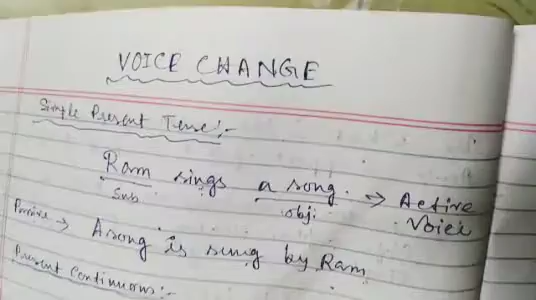 VOICE CHANGE
Simple Present Tense:-
Ram sings a song. → Active
Sub obj. Voice
Passive → A song is sung by Ram
Present Continuous:-